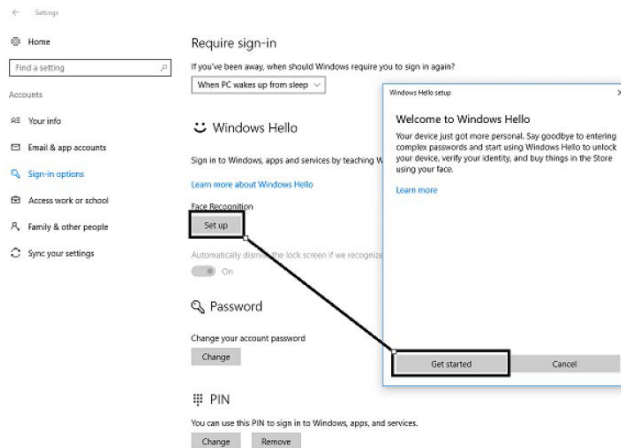 Settings
Home
Find a setting
Accounts
Your info
Email & app accounts
Sign-in options
Access work or school
Family & other people
Sync your settings
Require sign-in
If you've been away, when should Windows require you to sign in again?
When PC wakes up from sleep
Windows Hello
Sign in to Windows, apps and services by teaching W
Learn more about Windows Hello
Face Recognition
Set up
Automatically dismiss the lock screen if we recognize
On
Password
Change your account password
Change
PIN
You can use this PIN to sign in to Windows, apps, and services.
Change Remove
Windows Hello setup
Welcome to Windows Hello
Your device just got more personal. Say goodbye to entering
complex passwords and start using Windows Hello to unlock
your device, verify your identity, and buy things in the Store
using your face.
Learn more
Get started Cancel